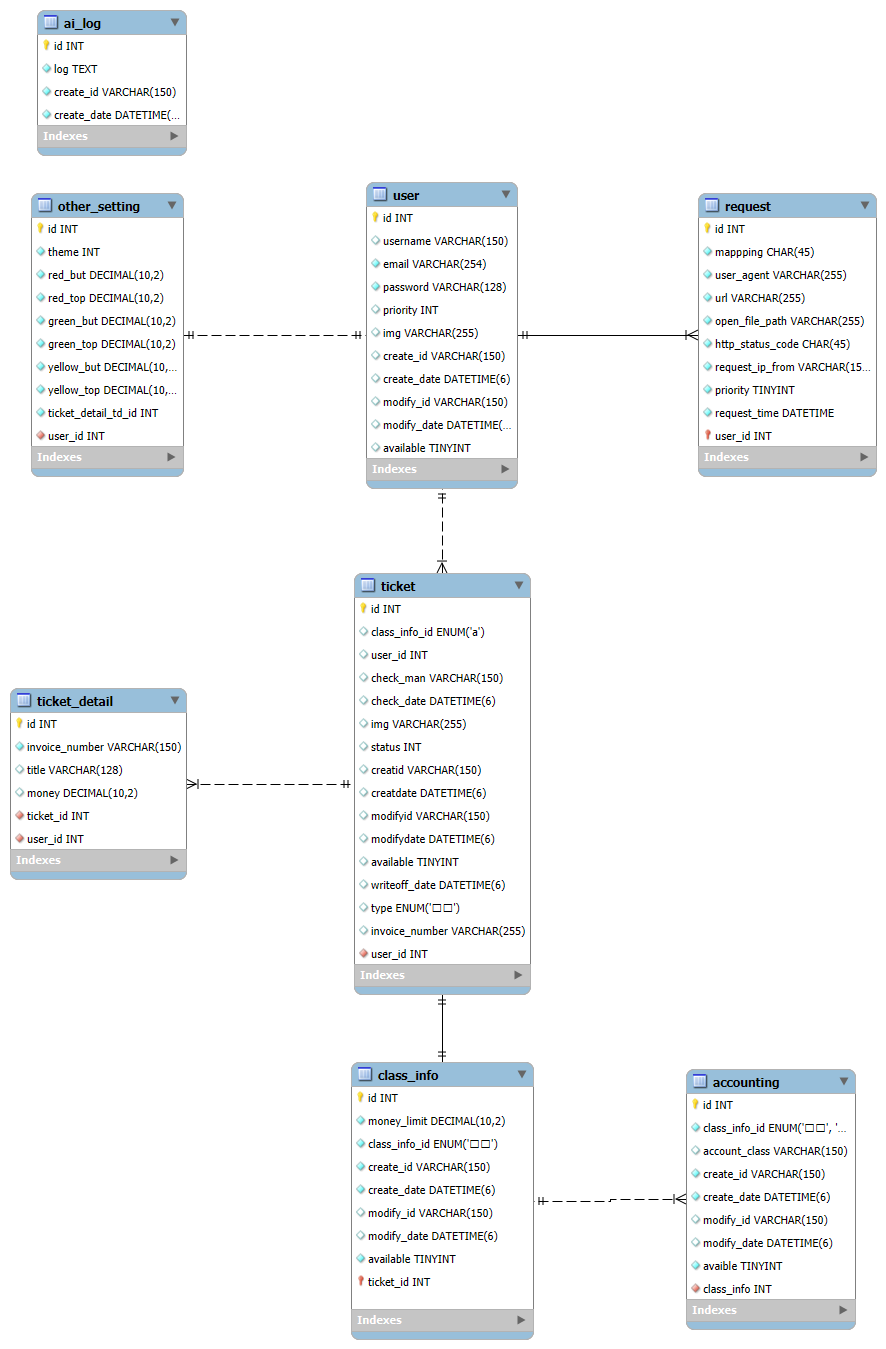 ai_log
id INT
log TEXT
create_id VARCHAR(150)
create_date DATETIME(...
Indexes
other_setting
id INT
theme INT
red_but DECIMAL(10,2)
red_top DECIMAL(10,2)
green_but DECIMAL(10,2)
green_top DECIMAL(10,2)
yellow_but DECIMAL(10,...
yellow_top DECIMAL(10,...
ticket_detail_td_id INT
user_id INT
Indexes
user
id INT
username VARCHAR(150)
email VARCHAR(254)
password VARCHAR(128)
priority INT
img VARCHAR(255)
create_id VARCHAR(150)
create_date DATETIME(6)
modify_id VARCHAR(150)
modify_date DATETIME(...
available TINYINT
Indexes
request
id INT
mappping CHAR(45)
user_agent VARCHAR(255)
url VARCHAR(255)
open_file_path VARCHAR(255)
http_status_code CHAR(45)
request_ip_from VARCHAR(15...
priority TINYINT
request_time DATETIME
user_id INT
Indexes
ticket
id INT
class_info_id ENUM('a')
user_id INT
check_man VARCHAR(150)
check_date DATETIME(6)
img VARCHAR(255)
status INT
creatid VARCHAR(150)
creatdate DATETIME(6)
modifyid VARCHAR(150)
modifydate DATETIME(6)
available TINYINT
writeoff_date DATETIME(6)
type ENUM('□□')
invoice_number VARCHAR(255)
user_id INT
Indexes
ticket_detail
id INT
invoice_number VARCHAR(150)
title VARCHAR(128)
money DECIMAL(10,2)
ticket_id INT
user_id INT
Indexes
class_info
id INT
money_limit DECIMAL(10,2)
class_info_id ENUM('□□')
create_id VARCHAR(150)
create_date DATETIME(6)
modify_id VARCHAR(150)
modify_date DATETIME(6)
available TINYINT
ticket_id INT
Indexes
accounting
id INT
class_info_id ENUM('□□', '...
account_class VARCHAR(150)
create_id VARCHAR(150)
create_date DATETIME(6)
modify_id VARCHAR(150)
modify_date DATETIME(6)
avaible TINYINT
class_info INT
Indexes